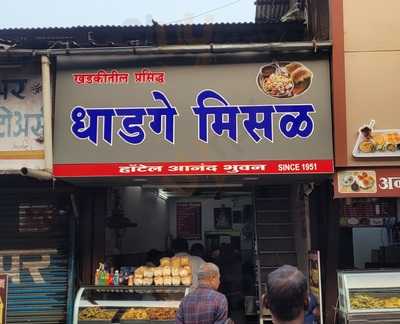 खडकीतील प्रसिद्ध
धाडगे मिसळ
हॉटेल आनंद भुवन SINCE 1951